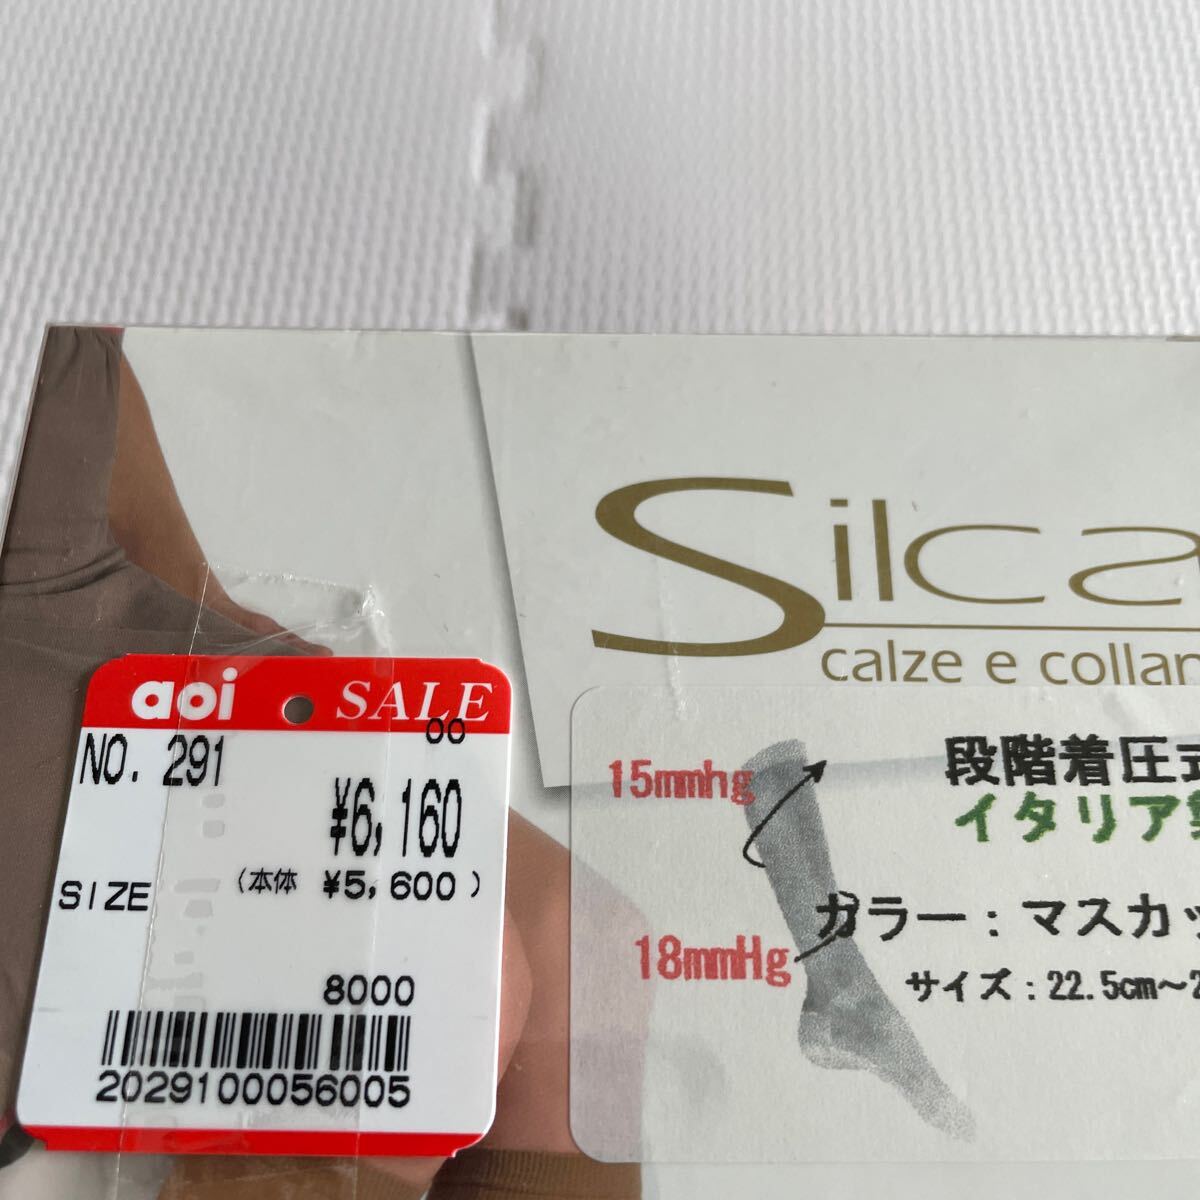 Silca
calze e collan
aoi SALE
00
NO. 291
¥6,160
(本体 ¥5,600)
SIZE
8000
2029100056005
段階着圧式
イタリア製
15mmhg
カラー：マスカッ
18mmHg
サイズ：22.5cm～2